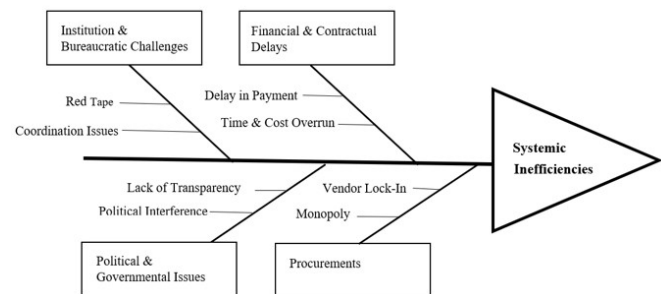 Institution &
Bureaucratic Challenges
Financial & Contractual
Delays
Red Tape
Coordination Issues
Delay in Payment
Time & Cost Overrun
Systemic
Inefficiencies
Lack of Transparency
Political Interference
Vendor Lock-In
Monopoly
Political &
Governmental Issues
Procurements